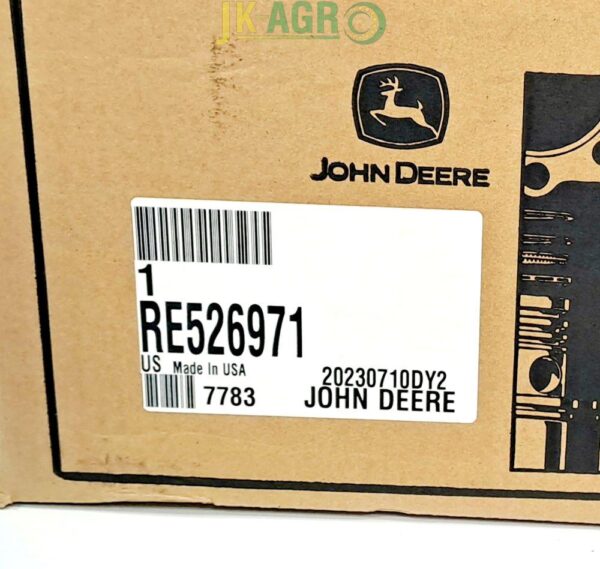 JK AGRO
JOHN DEERE
1
RE526971
US Made In USA
20230710DY2
7783
JOHN DEERE